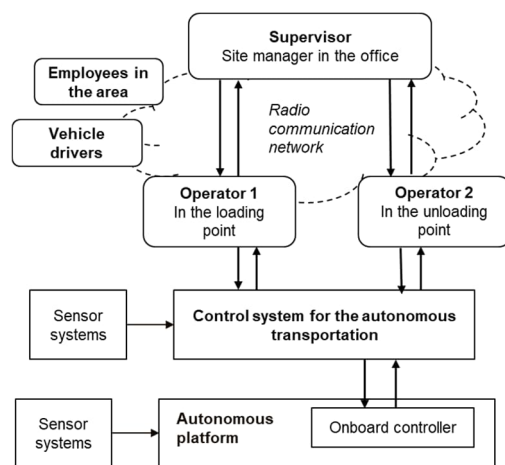 Supervisor
Site manager in the office
Employees in
the area
Vehicle
drivers
Radio
communication
network
Operator 1
In the loading
point
Operator 2
In the unloading
point
Sensor
systems
Control system for the autonomous
transportation
Sensor
systems
Autonomous
platform
Onboard controller